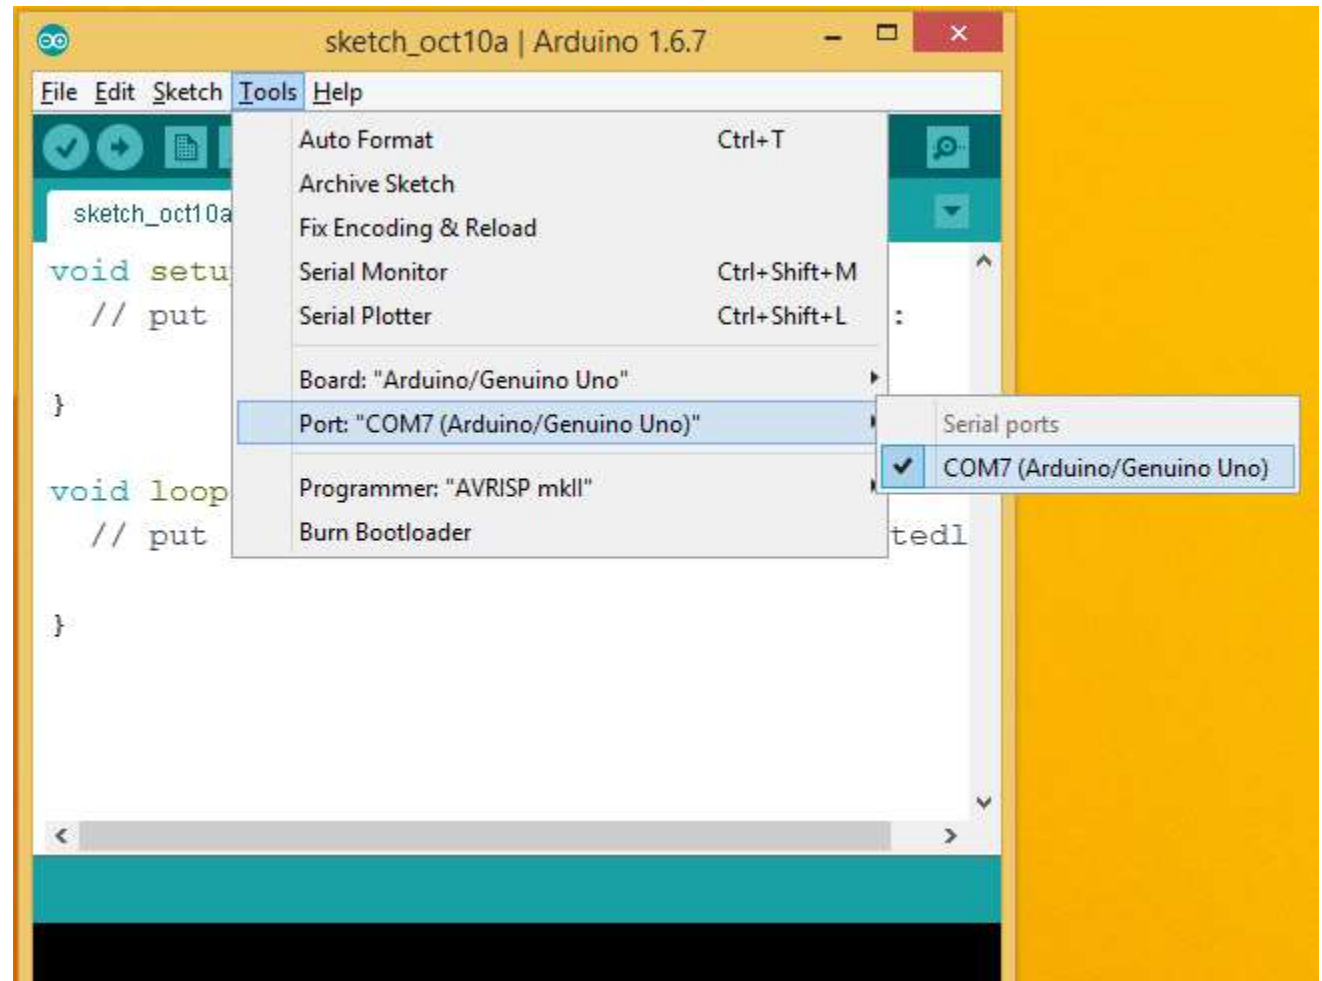 sketch_oct10a | Arduino 1.6.7
File Edit Sketch Tools Help
Auto Format Ctrl+T
Archive Sketch
Fix Encoding & Reload
Serial Monitor Ctrl+Shift+M
Serial Plotter Ctrl+Shift+L
Board: "Arduino/Genuino Uno"
Port: "COM7 (Arduino/Genuino Uno)"
Programmer: "AVRISP mkII"
Burn Bootloader
Serial ports
COM7 (Arduino/Genuino Uno)
sketch_oct10a
void setu
// put :
}
void loop
// put tedl
}